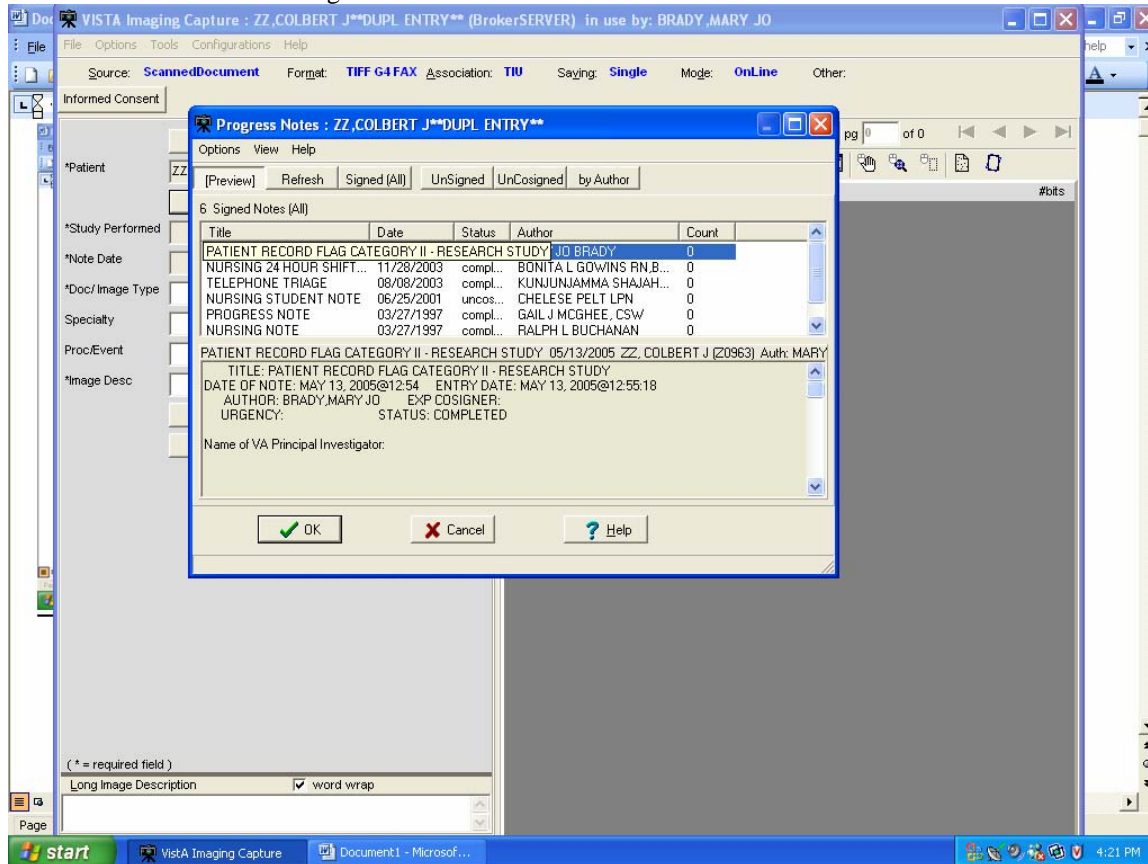 Doc
VISTA Imaging Capture : ZZ,COLBERT J**DUPL ENTRY** (BrokerSERVER) in use by: BRADY,MARY JO
File
File Options Tools Configurations Help
help
Source: ScannedDocument Format: TIFF G4 FAX Association: TIU Saving: Single Mode: OnLine Other:
Informed Consent
Progress Notes : ZZ,COLBERT J**DUPL ENTRY**
pg 0 of 0
Options View Help
*Patient
ZZ
[Preview] Refresh Signed (All) UnSigned UnCosigned by Author
#bits
6 Signed Notes (All)
*Study Performed
Title Date Status Author Count
PATIENT RECORD FLAG CATEGORY II - RESEARCH STUDY JO BRADY 0
*Note Date
NURSING 24 HOUR SHIFT... 11/28/2003 compl... BONITA L GOWINS RN,B... 0
TELEPHONE TRIAGE 08/08/2003 compl... KUNJUNJAMMA SHAJAH... 0
*Doc/ Image Type
NURSING STUDENT NOTE 06/25/2001 uncos... CHELESE PELT LPN 0
PROGRESS NOTE 03/27/1997 compl... GAIL J MCGHEE, CSW 0
Specialty
NURSING NOTE 03/27/1997 compl... RALPH L BUCHANAN 0
Proc/Event
PATIENT RECORD FLAG CATEGORY II - RESEARCH STUDY 05/13/2005 ZZ, COLBERT J (Z0963) Auth: MARY
TITLE: PATIENT RECORD FLAG CATEGORY II - RESEARCH STUDY
*Image Desc
DATE OF NOTE: MAY 13, 2005@12:54 ENTRY DATE: MAY 13, 2005@12:55:18
AUTHOR: BRADY,MARY JO EXP COSIGNER:
URGENCY: STATUS: COMPLETED
Name of VA Principal Investigator:
OK Cancel Help
( * = required field )
Long Image Description word wrap
Page
start VistA Imaging Capture Document1 - Microsof... 4:21 PM